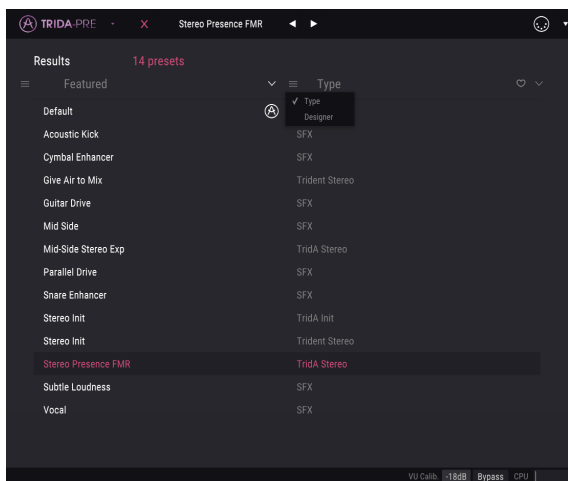 TRIDA-PRE X Stereo Presence FMR
Results 14 presets
Featured Type
✓ Type
Designer
Default
Acoustic Kick SFX
Cymbal Enhancer SFX
Give Air to Mix Trident Stereo
Guitar Drive SFX
Mid Side SFX
Mid-Side Stereo Exp TridA Stereo
Parallel Drive SFX
Snare Enhancer SFX
Stereo Init TridA Init
Stereo Init Trident Stereo
Stereo Presence FMR TridA Stereo
Subtle Loudness SFX
Vocal SFX
VU Calib. -18dB Bypass CPU